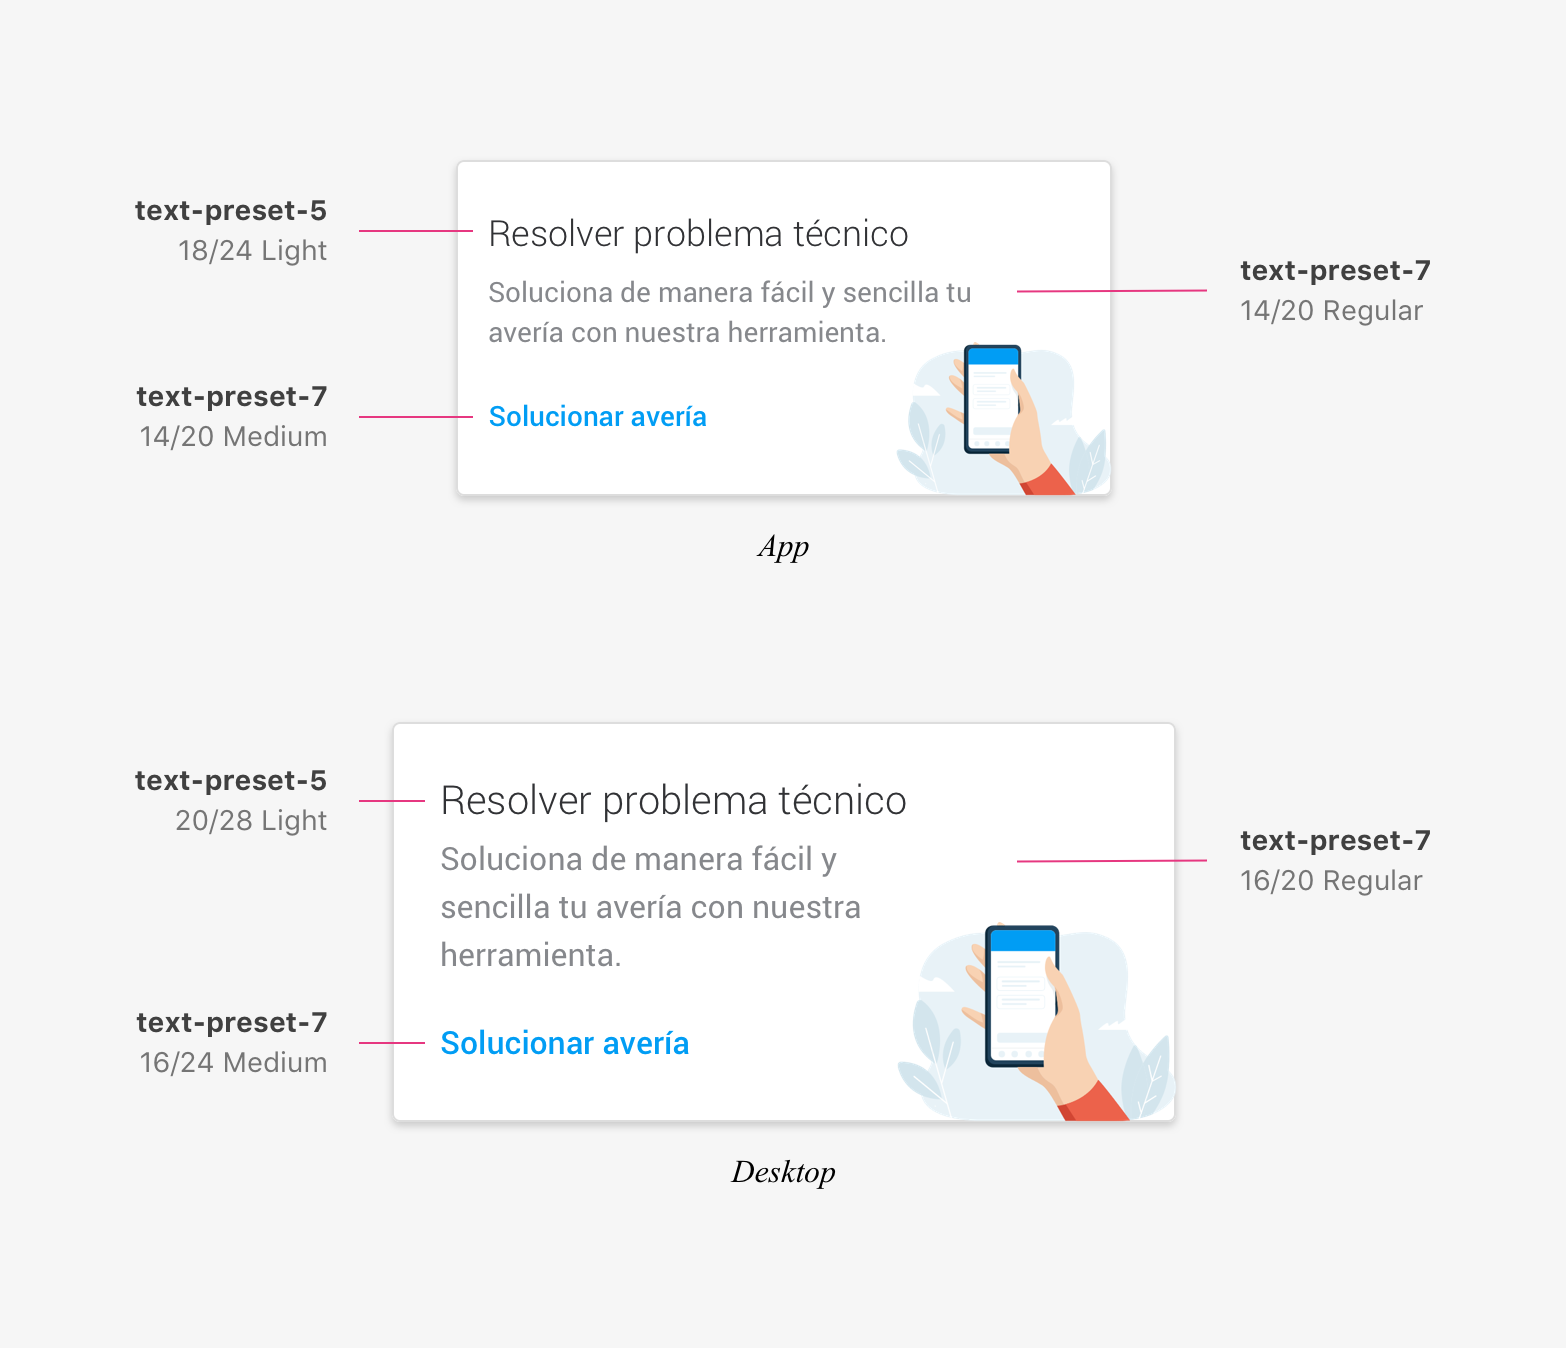 text-preset-5
18/24 Light
Resolver problema técnico
text-preset-7
14/20 Regular
Soluciona de manera fácil y sencilla tu
avería con nuestra herramienta.
text-preset-7
14/20 Medium
Solucionar avería
App
text-preset-5
20/28 Light
Resolver problema técnico
text-preset-7
16/20 Regular
Soluciona de manera fácil y
sencilla tu avería con nuestra
herramienta.
text-preset-7
16/24 Medium
Solucionar avería
Desktop